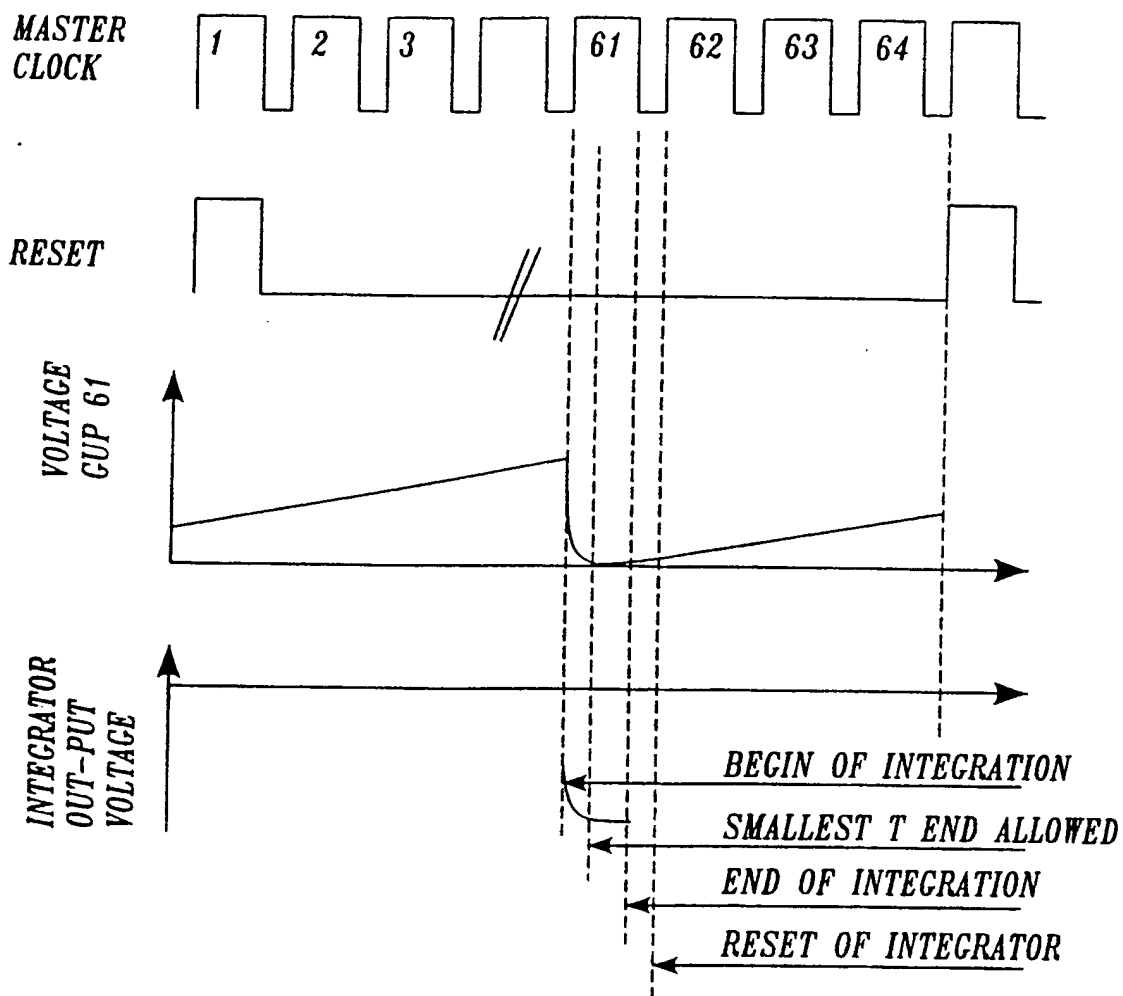 MASTER
CLOCK
1 2 3 61 62 63 64
RESET
VOLTAGE
GUP 61
INTEGRATOR
OUT-PUT
VOLTAGE
BEGIN OF INTEGRATION
SMALLEST T END ALLOWED
END OF INTEGRATION
RESET OF INTEGRATOR